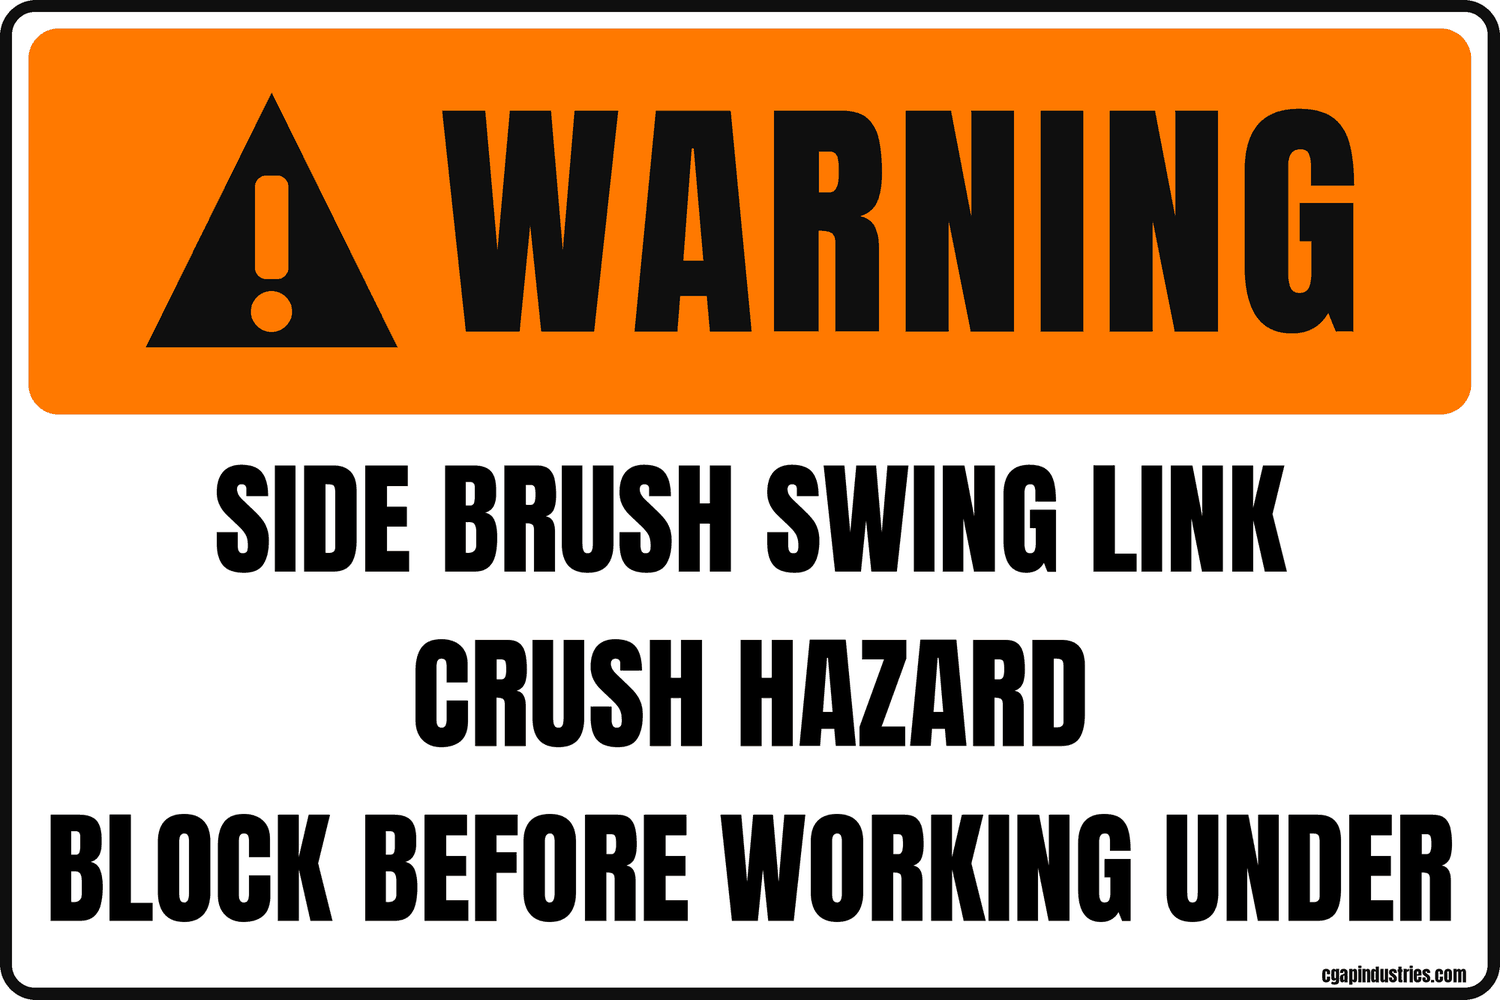 WARNING
SIDE BRUSH SWING LINK
CRUSH HAZARD
BLOCK BEFORE WORKING UNDER
cgapindustries.com